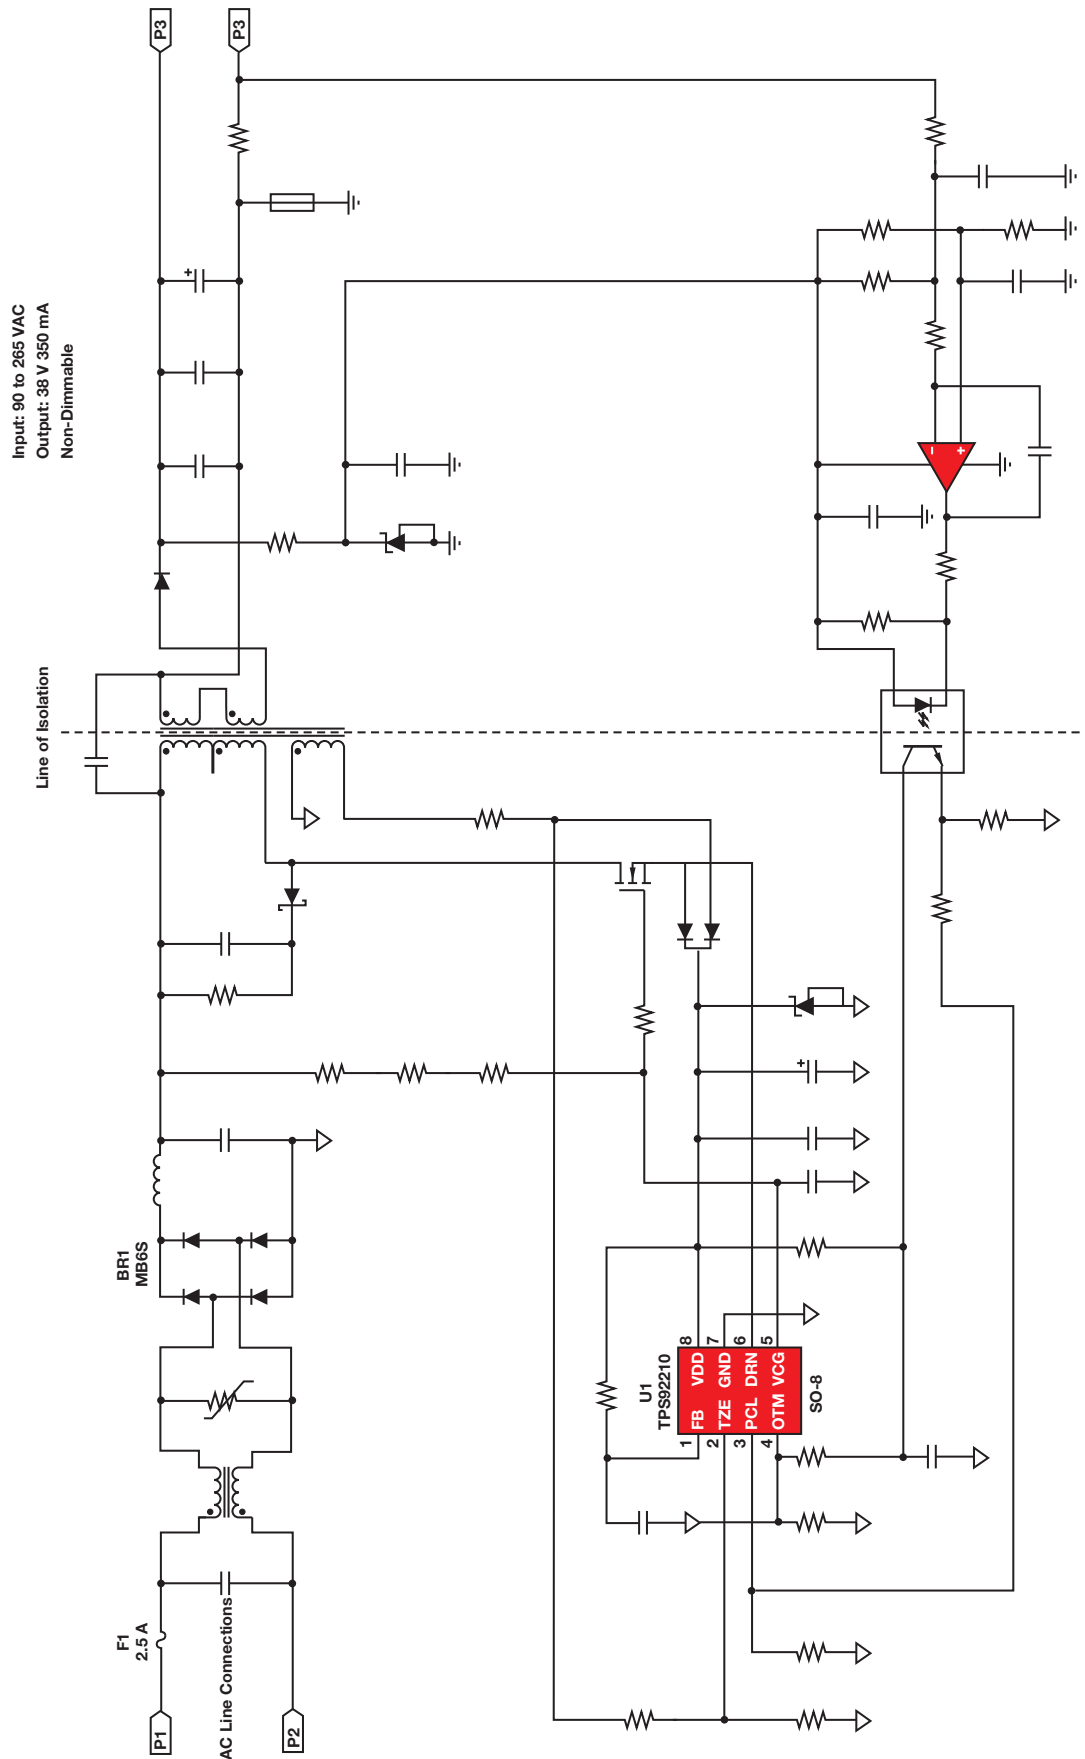 Input: 90 to 265 VAC
Output: 38 V 350 mA
Non-Dimmable
P3
P3
Line of Isolation
BR1
MB6S
F1
2.5 A
P1
AC Line Connections
P2
U1
TPS92210
1 FB VDD 8
2 TZE GND 7
3 PCL DRN 6
4 OTM VCG 5
SO-8
+
+
–
+